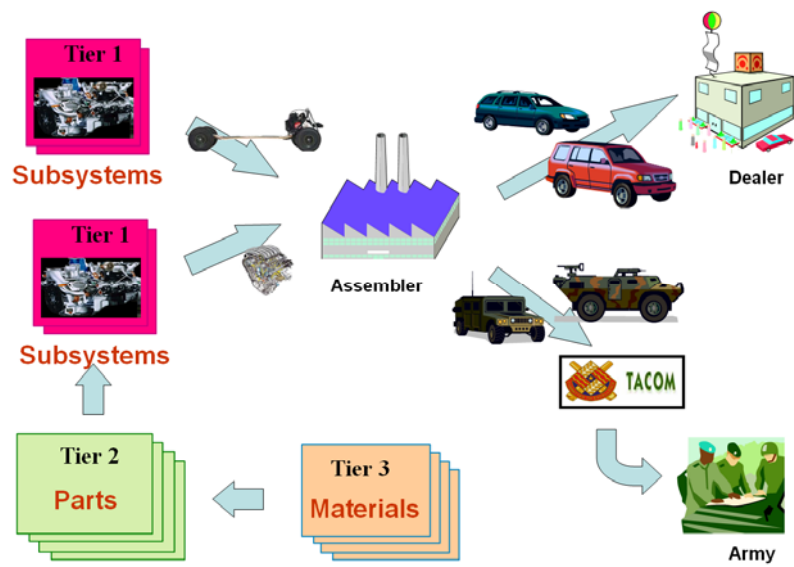 Tier 1
Subsystems
Tier 1
Subsystems
Assembler
Dealer
TACOM
Tier 2
Parts
Tier 3
Materials
Army